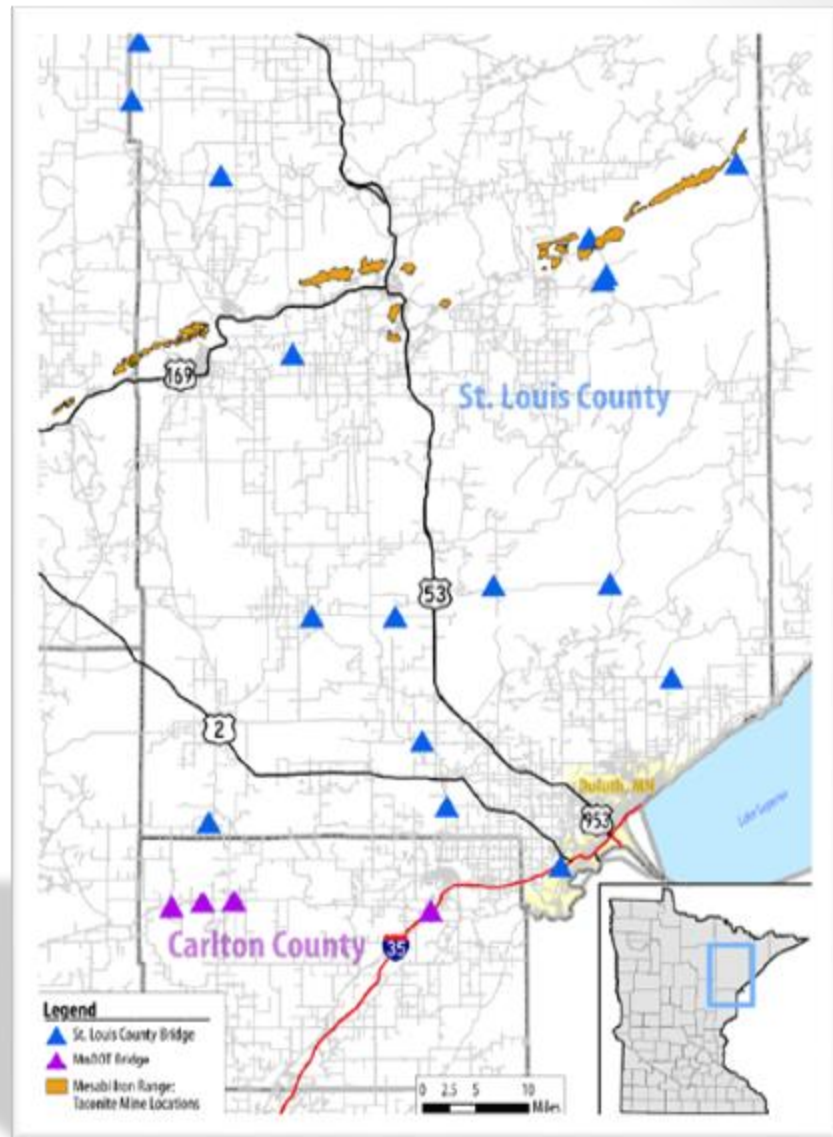 169
St. Louis County
53
2
Duluth, MN
953
Lake Superior
Carlton County
35
Legend
St. Louis County Bridge
MnDOT Bridge
Mesabi Iron Range:
Taconite Mine Locations
0 2.5 5 10
Miles